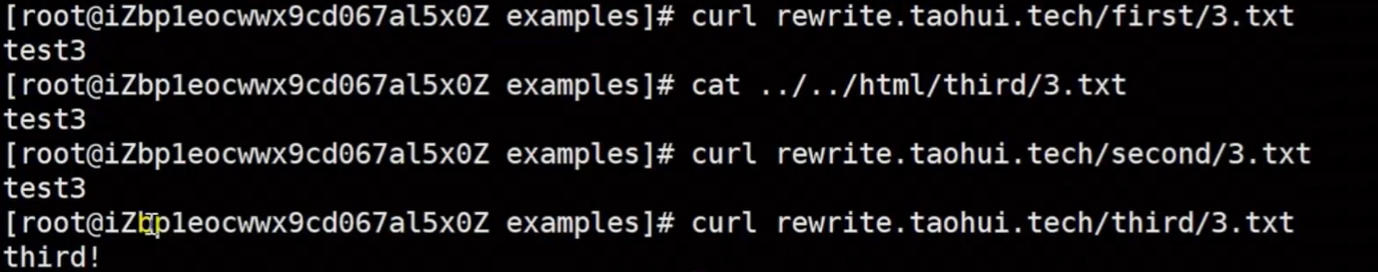 [root@iZbp1eocwwx9cd067al5x0Z examples]# curl rewrite.taohui.tech/first/3.txt
test3
[root@iZbp1eocwwx9cd067al5x0Z examples]# cat ../../html/third/3.txt
test3
[root@iZbp1eocwwx9cd067al5x0Z examples]# curl rewrite.taohui.tech/second/3.txt
test3
[root@iZbp1eocwwx9cd067al5x0Z examples]# curl rewrite.taohui.tech/third/3.txt
third!